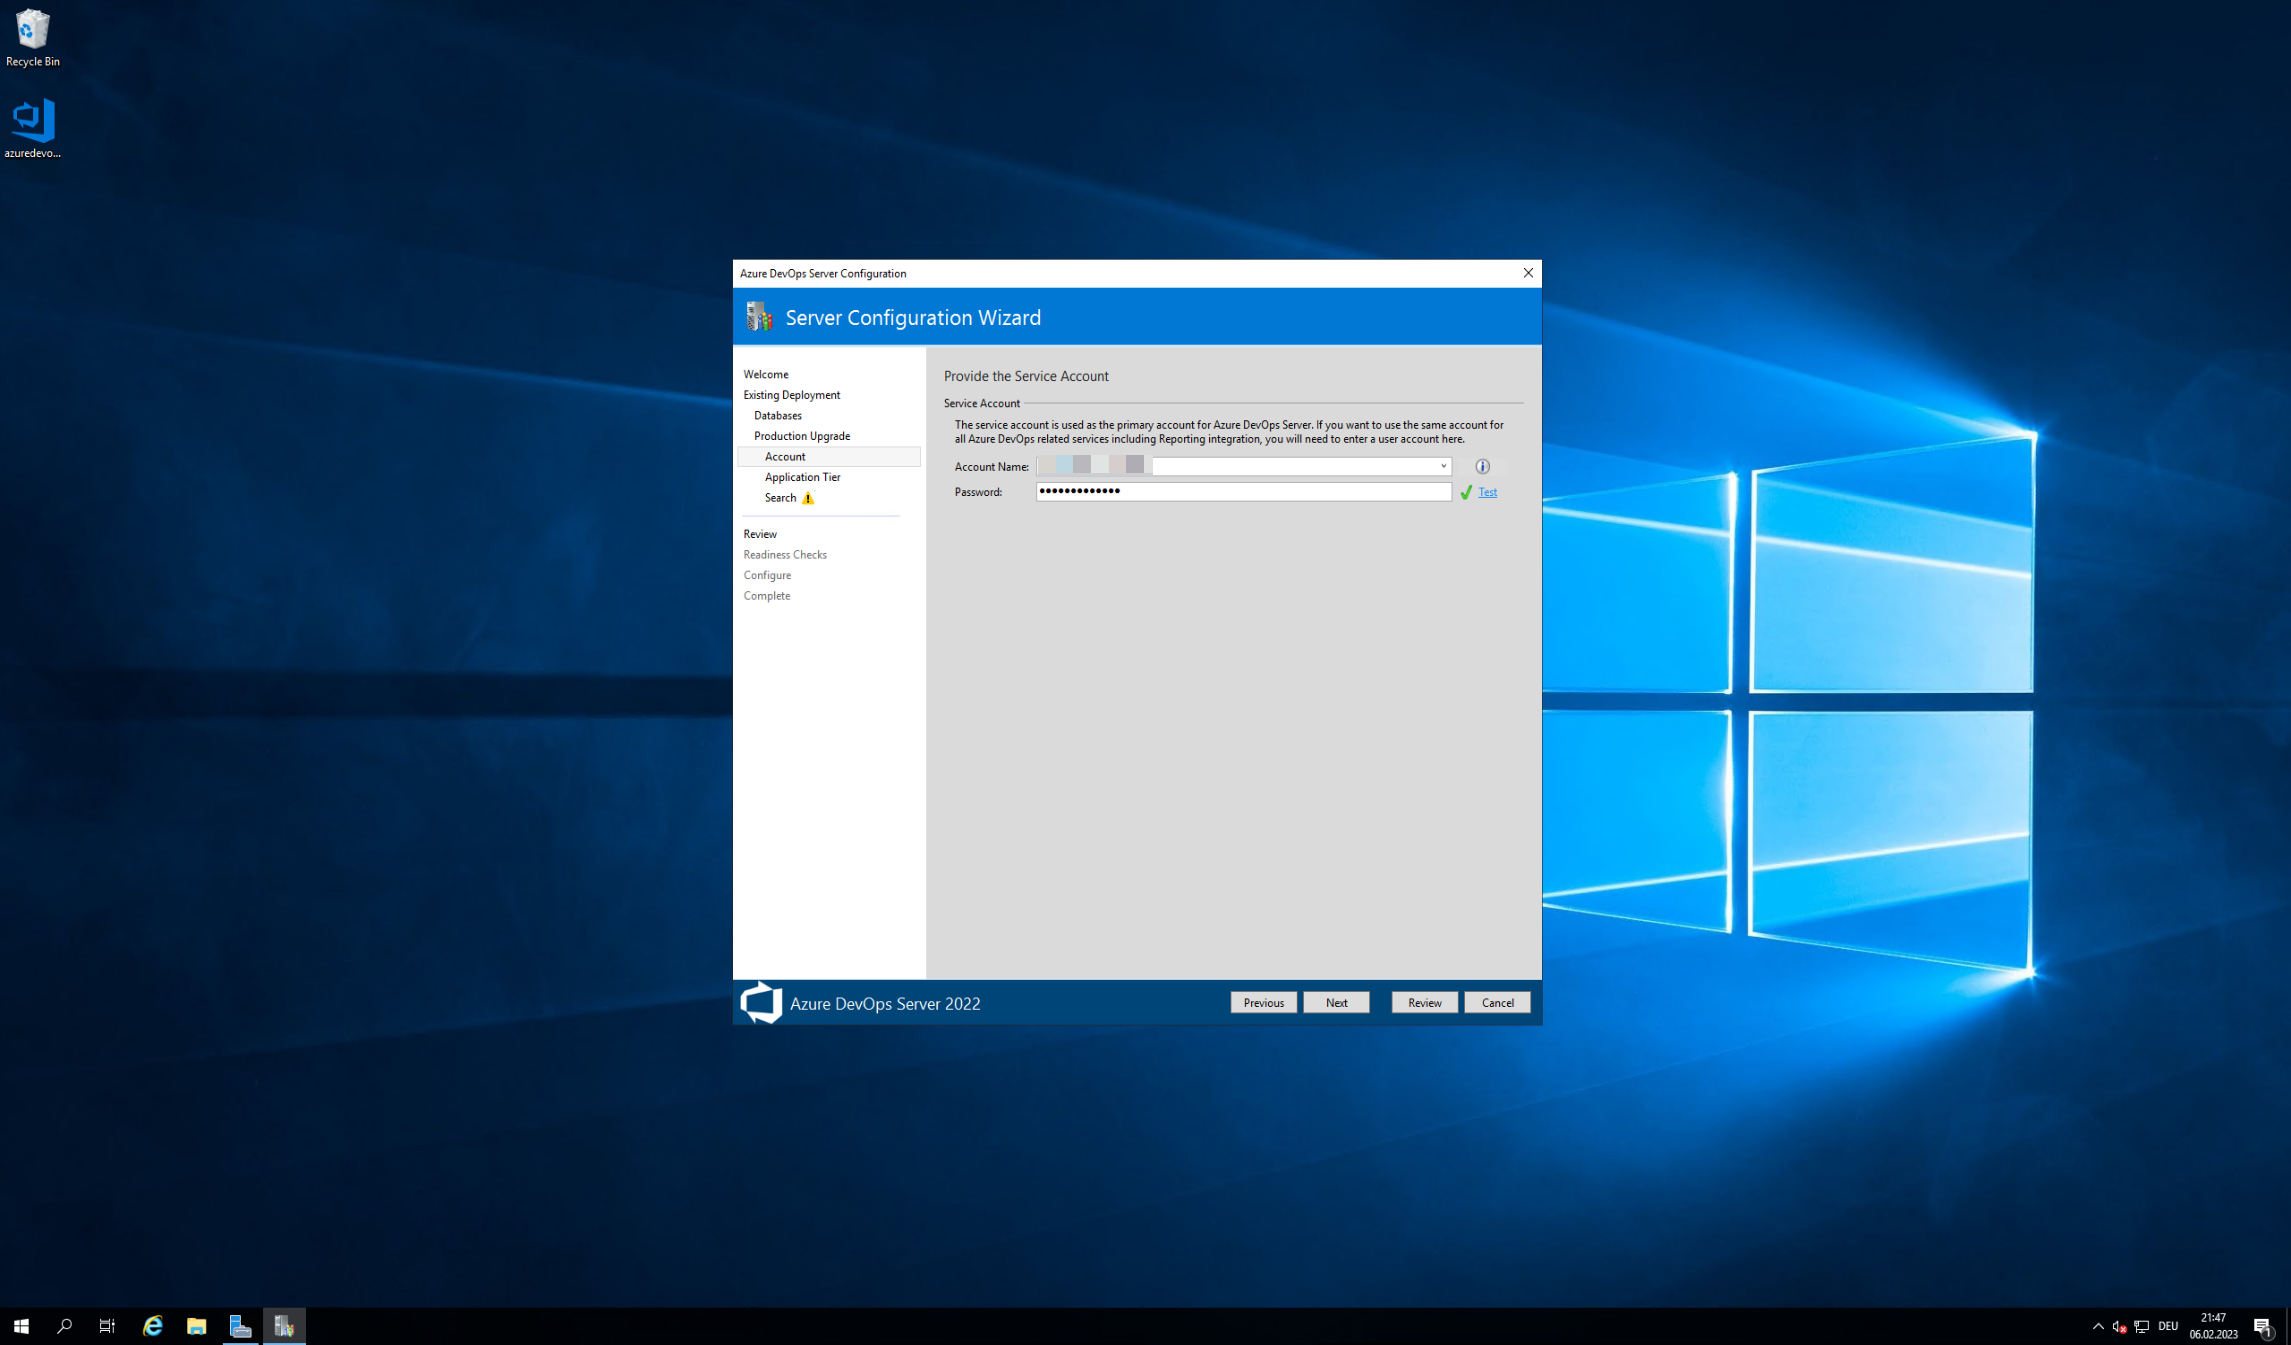 Recycle Bin
azuredevo...
Azure DevOps Server Configuration
Server Configuration Wizard
Welcome
Existing Deployment
Databases
Production Upgrade
Account
Application Tier
Search
Review
Readiness Checks
Configure
Complete
Provide the Service Account
Service Account
The service account is used as the primary account for Azure DevOps Server. If you want to use the same account for
all Azure DevOps related services including Reporting integration, you will need to enter a user account here.
Account Name:
Password: •••••••••••••
Test
Azure DevOps Server 2022
Previous
Next
Review
Cancel
DEU
21:47
06.02.2023
1